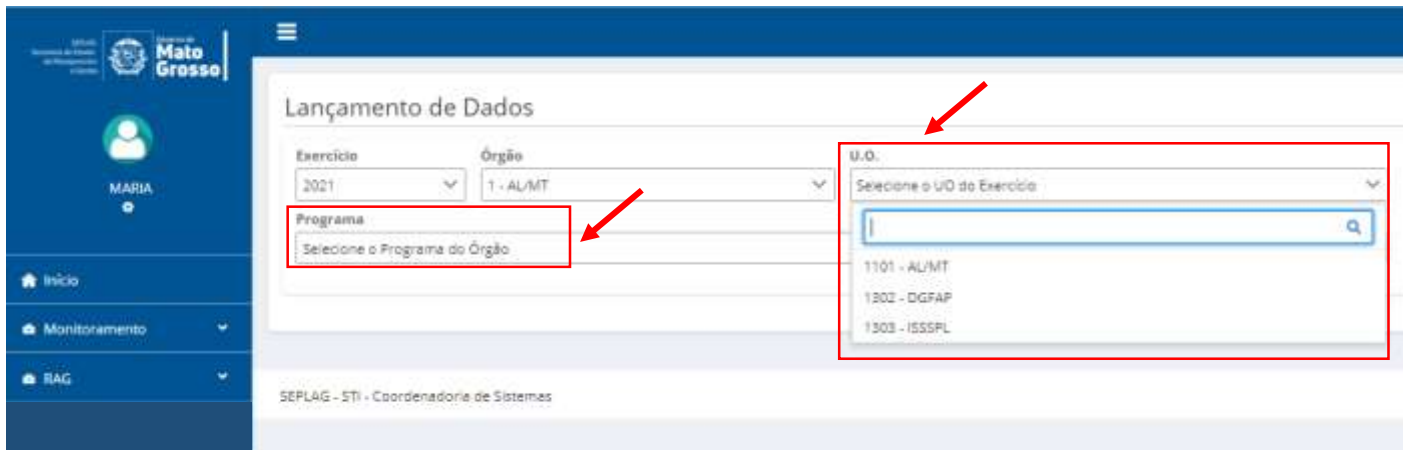 Mato
Grosso
MARIA
Início
Monitoramento
RAG
Lançamento de Dados
Exercício
Órgão
U.O.
2021
1 - AL/MT
Selecione o UO do Exercício
Programa
Selecione o Programa do Órgão
1101 - AL/MT
1302 - DGFAP
1303 - ISSSPL
SEPLAG - STI - Coordenadoria de Sistemas